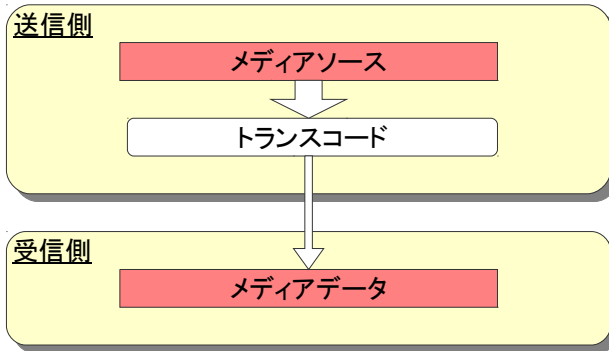 送信側
メディアソース
トランスコード
受信側
メディアデータ